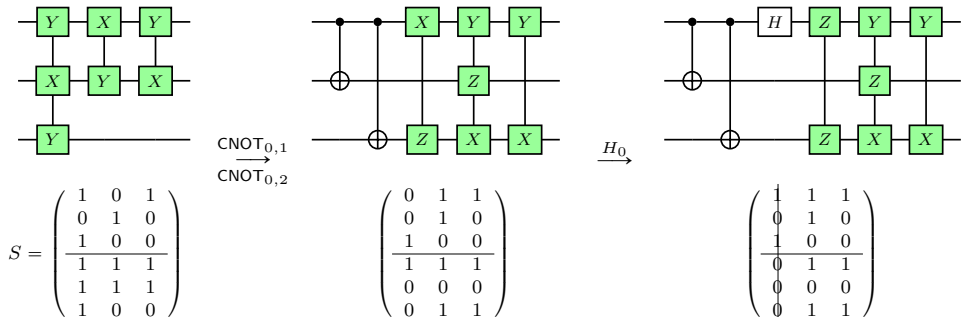 Y X Y X Y Y
X Y X Z Z
Y Z X X Z X X
H Z Y Y
CNOT0,1
⟶
CNOT0,2
H0
⟶
S =
1 0 1
0 1 0
1 0 0
1 1 1
1 1 1
1 0 0
0 1 1
0 1 0
1 0 0
1 1 1
0 0 0
0 1 1
1 1 1
0 1 0
1 0 0
0 1 1
0 0 0
0 1 1